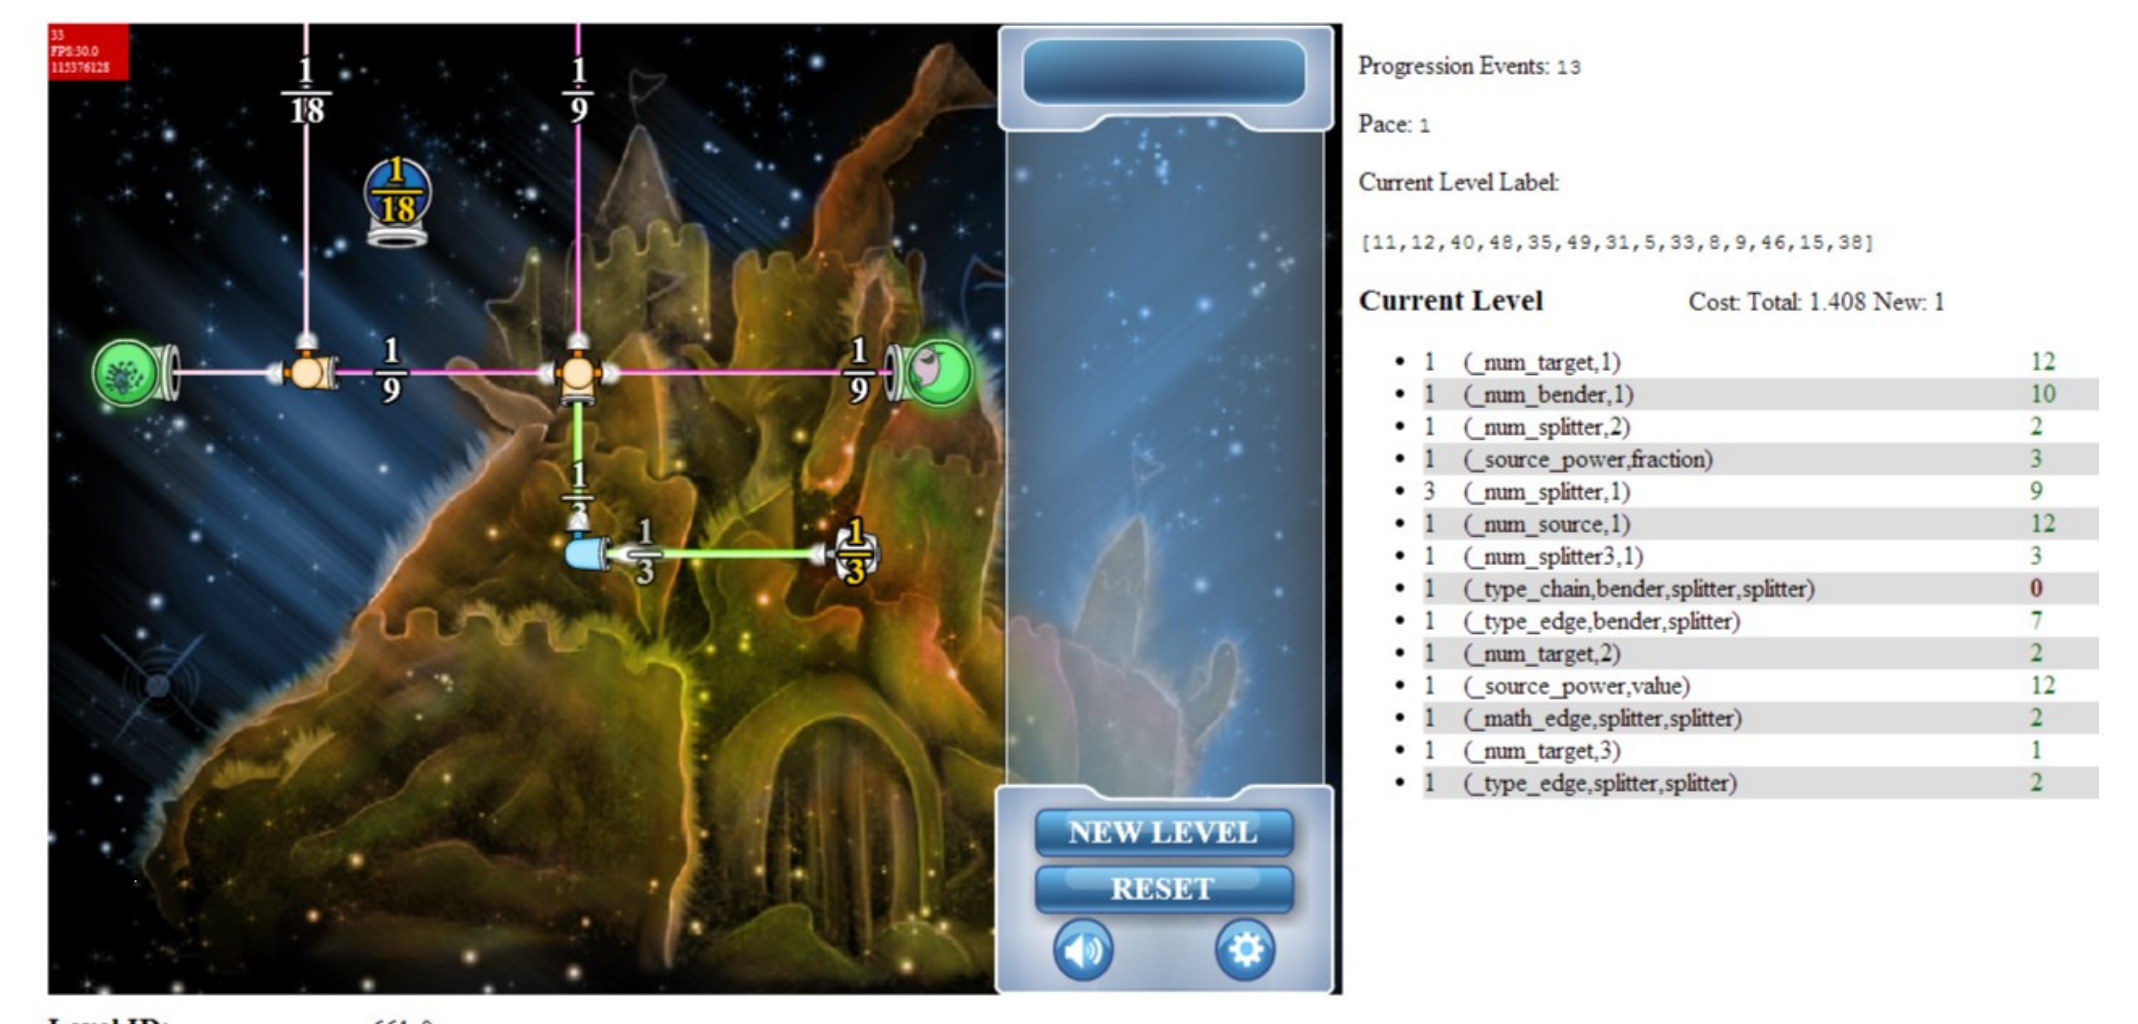 33
FPS:30.0
115376128
1
18
1
9
1
18
1
9
1
9
1
3
1
3
1
3
NEW LEVEL
RESET
Progression Events: 13
Pace: 1
Current Level Label:
[11,12,40,48,35,49,31,5,33,8,9,46,15,38]
Current Level Cost: Total: 1.408 New: 1
• 1 (_num_target,1) 12
• 1 (_num_bender,1) 10
• 1 (_num_splitter,2) 2
• 1 (_source_power,fraction) 3
• 3 (_num_splitter,1) 9
• 1 (_num_source,1) 12
• 1 (_num_splitter3,1) 3
• 1 (_type_chain,bender,splitter,splitter) 0
• 1 (_type_edge,bender,splitter) 7
• 1 (_num_target,2) 2
• 1 (_source_power,value) 12
• 1 (_math_edge,splitter,splitter) 2
• 1 (_num_target,3) 1
• 1 (_type_edge,splitter,splitter) 2
Level ID: